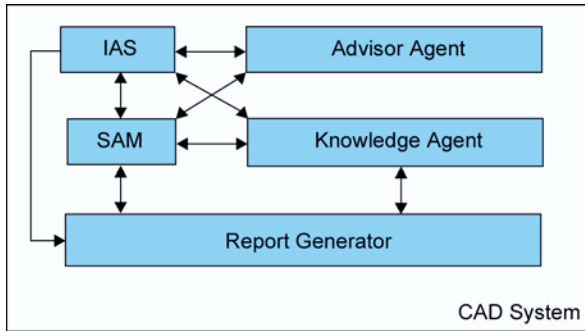 IAS
Advisor Agent
SAM
Knowledge Agent
Report Generator
CAD System